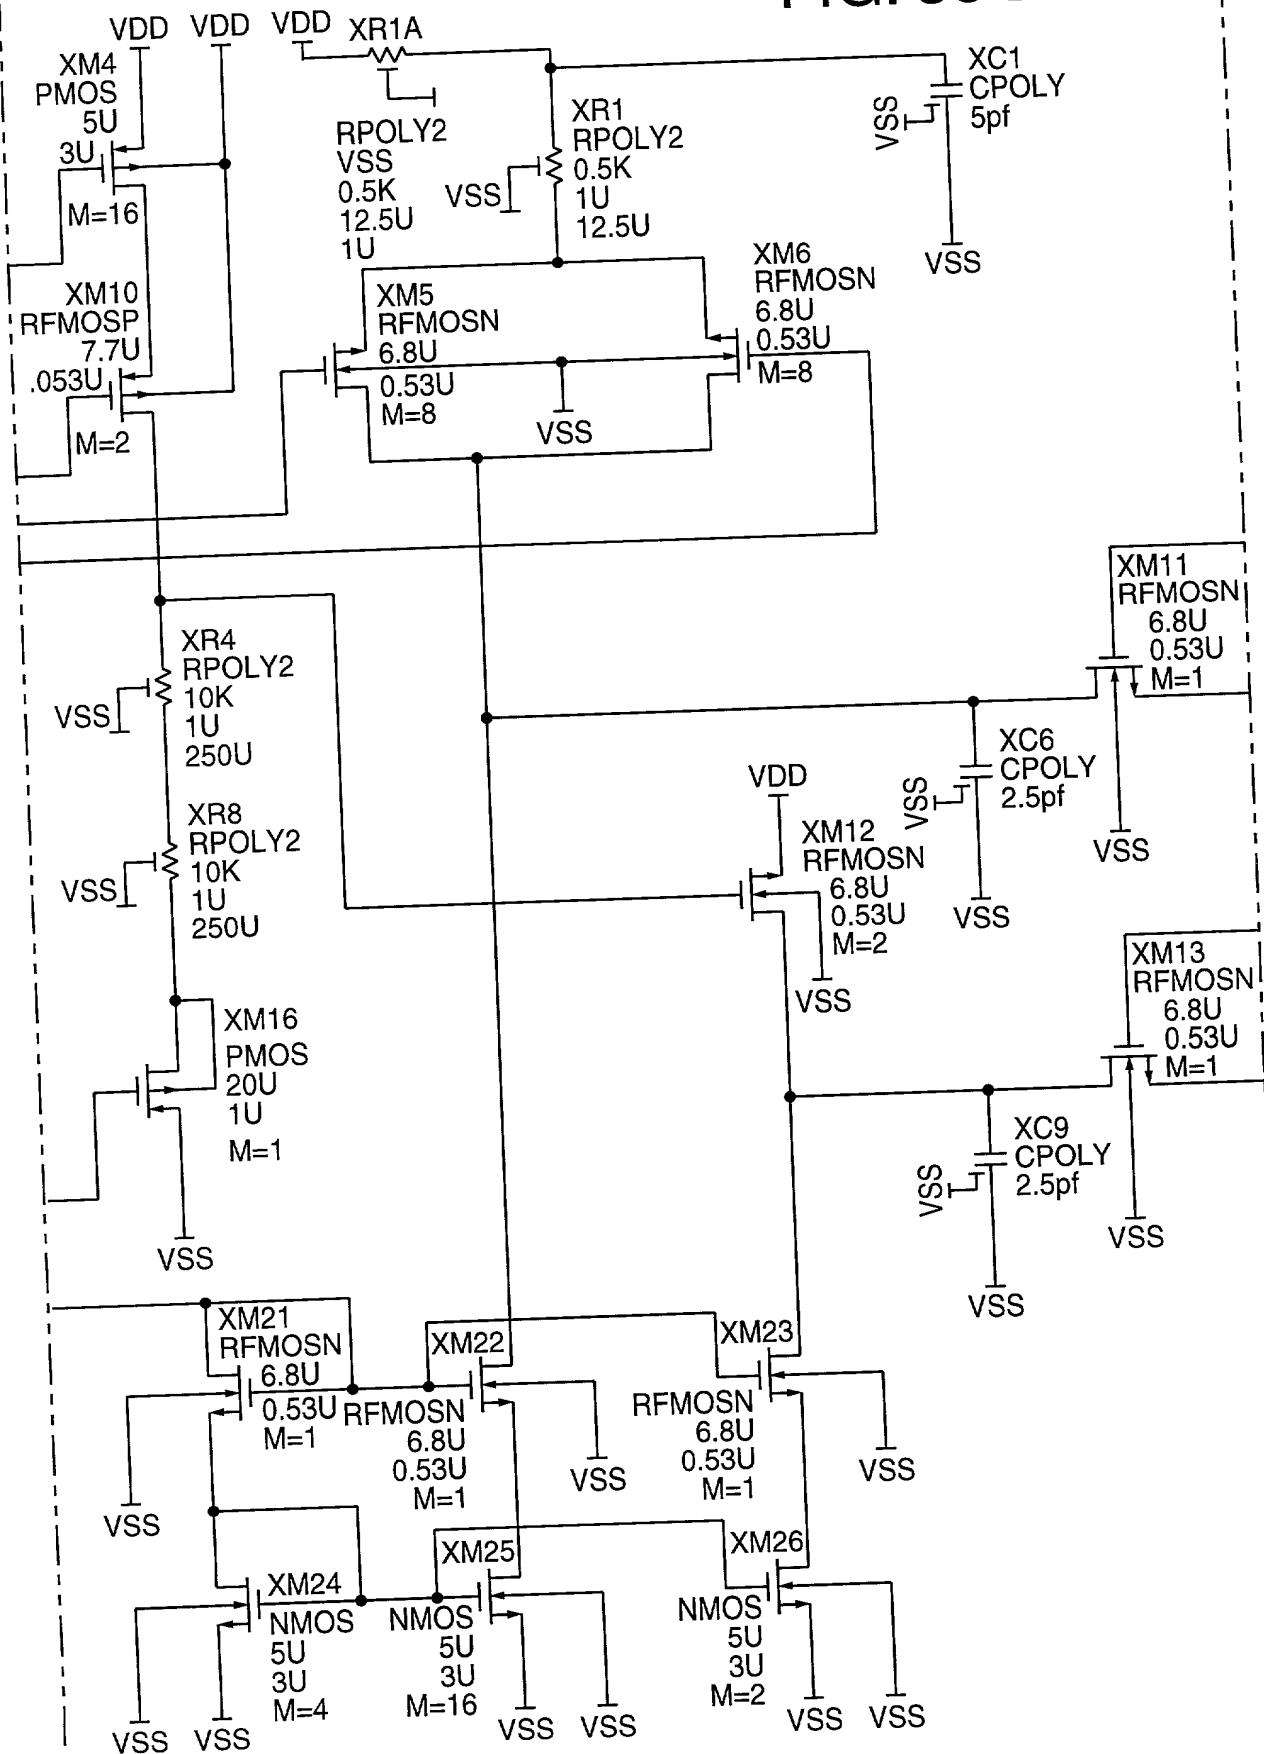 VDD VDD VDD XR1A
XM4
PMOS
5U
3U
M=16
RPOLY2
VSS
0.5K
12.5U
1U
XR1
RPOLY2
0.5K
1U
12.5U
VSS
XC1
CPOLY
5pf
VSS
VSS
XM10
RFMOSP
7.7U
.053U
M=2
XM5
RFMOSN
6.8U
0.53U
M=8
VSS
XM6
RFMOSN
6.8U
0.53U
M=8
XM11
RFMOSN
6.8U
0.53U
M=1
VSS
XR4
RPOLY2
10K
1U
250U
VSS
XC6
CPOLY
2.5pf
VSS
VSS
VDD
XM12
RFMOSN
6.8U
0.53U
M=2
VSS
XR8
RPOLY2
10K
1U
250U
VSS
XM13
RFMOSN
6.8U
0.53U
M=1
VSS
XM16
PMOS
20U
1U
M=1
VSS
XC9
CPOLY
2.5pf
VSS
VSS
XM21
RFMOSN
6.8U
0.53U
M=1
VSS
XM22
RFMOSN
6.8U
0.53U
M=1
VSS
XM23
RFMOSN
6.8U
0.53U
M=1
VSS
XM24
NMOS
5U
3U
M=4
VSS VSS
XM25
NMOS
5U
3U
M=16
VSS VSS
XM26
NMOS
5U
3U
M=2
VSS VSS